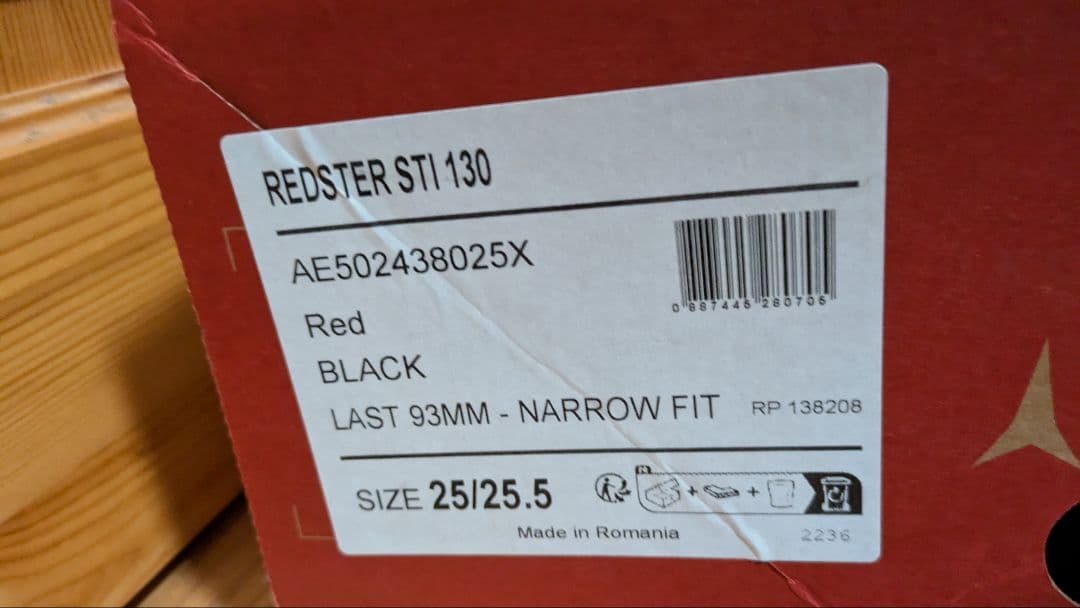 REDSTER STI 130
AE502438025X
0 887445 280705
Red
BLACK
LAST 93MM - NARROW FIT RP 138208
SIZE 25/25.5
Made in Romania 2236